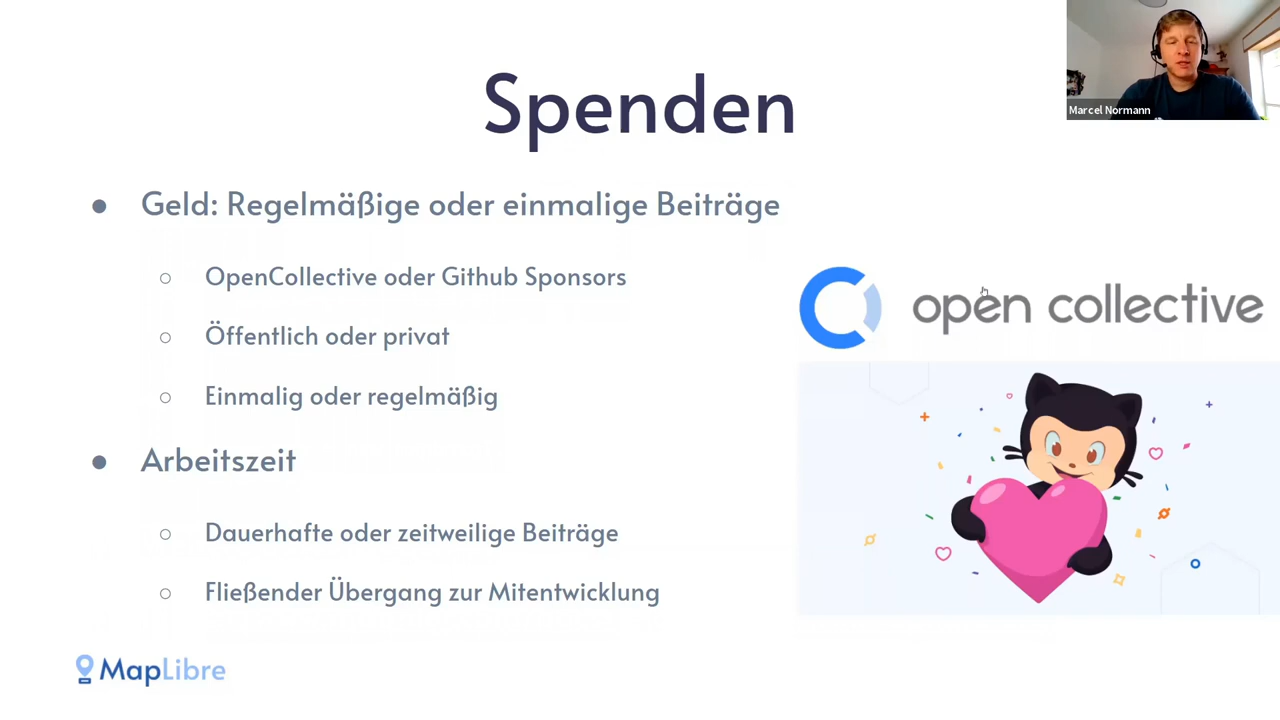 Spenden
Marcel Normann
Geld: Regelmäßige oder einmalige Beiträge
OpenCollective oder Github Sponsors
Öffentlich oder privat
Einmalig oder regelmäßig
Arbeitszeit
Dauerhafte oder zeitweilige Beiträge
Fließender Übergang zur Mitentwicklung
open collective
MapLibre